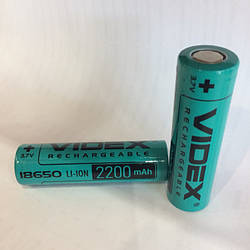 + VIDEX
3.7V RECHARGEABLE
18650 LI-ION 2200 mAh
3.7V
+ VIDEX
RECHARGEABLE